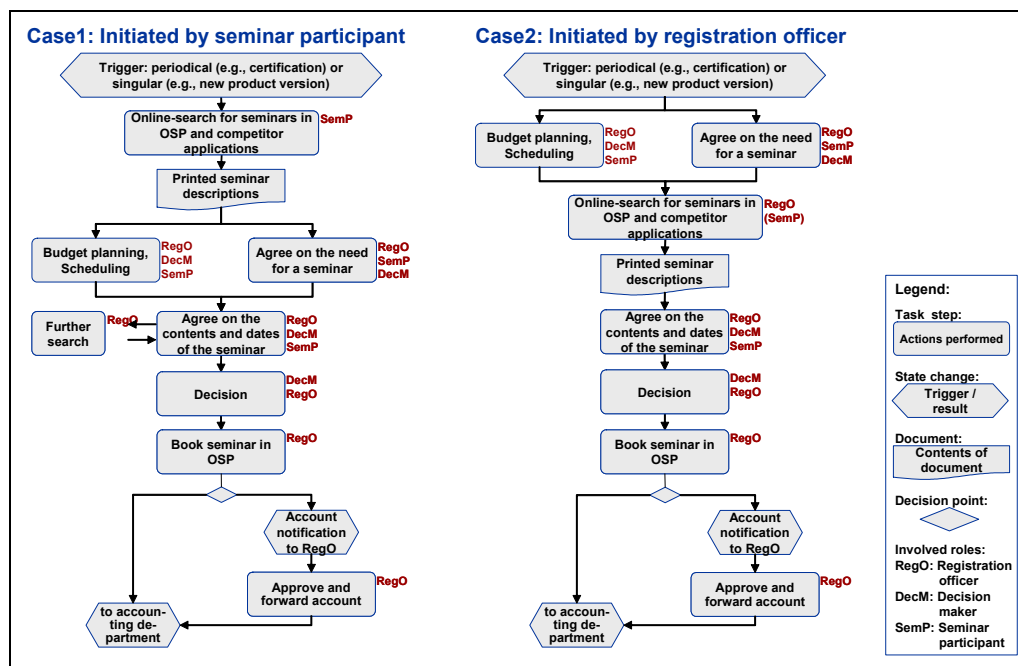 Case1: Initiated by seminar participant
Trigger: periodical (e.g., certification) or
singular (e.g., new product version)
Online-search for seminars in
OSP and competitor
applications
SemP
Printed seminar
descriptions
Budget planning,
Scheduling
RegO
DecM
SemP
Agree on the need
for a seminar
RegO
SemP
DecM
Further
search
RegO
Agree on the
contents and dates
of the seminar
RegO
DecM
SemP
Decision
DecM
RegO
Book seminar in
OSP
RegO
Account
notification
to RegO
Approve and
forward account
RegO
to accoun-
ting de-
partment
Case2: Initiated by registration officer
Trigger: periodical (e.g., certification) or
singular (e.g., new product version)
Budget planning,
Scheduling
RegO
DecM
SemP
Agree on the need
for a seminar
RegO
SemP
DecM
Online-search for seminars in
OSP and competitor
applications
RegO
(SemP)
Printed seminar
descriptions
Agree on the
contents and dates
of the seminar
RegO
DecM
SemP
Decision
DecM
RegO
Book seminar in
OSP
RegO
Account
notification
to RegO
Approve and
forward account
RegO
to accoun-
ting de-
partment
Legend:
Task step:
Actions performed
State change:
Trigger /
result
Document:
Contents of
document
Decision point:
Involved roles:
RegO: Registration
officer
DecM: Decision
maker
SemP: Seminar
participant